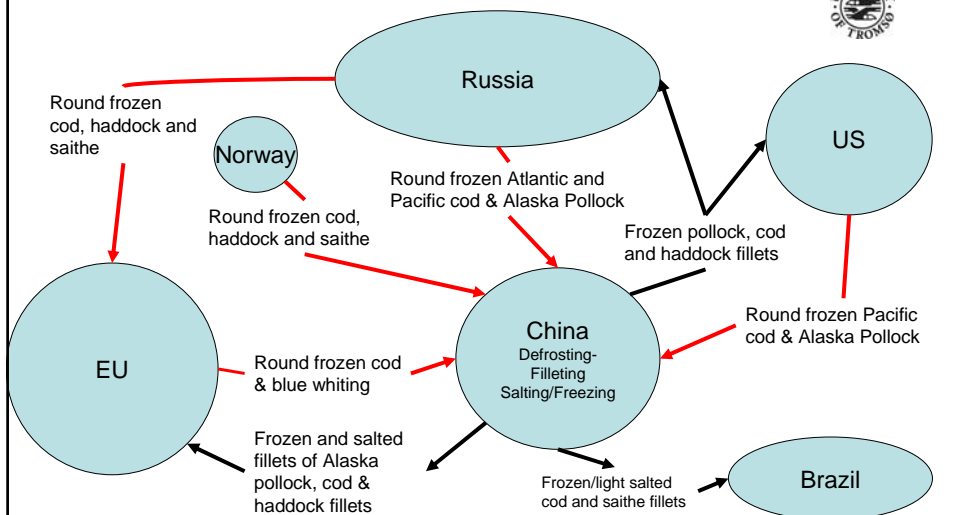 OF TROMSØ
Russia
US
Round frozen
cod, haddock and
saithe
Norway
Round frozen Atlantic and
Pacific cod & Alaska Pollock
Round frozen cod,
haddock and saithe
Frozen pollock, cod
and haddock fillets
China
Defrosting-
Filleting
Salting/Freezing
Round frozen Pacific
cod & Alaska Pollock
EU
Round frozen cod
& blue whiting
Frozen and salted
fillets of Alaska
pollock, cod &
haddock fillets
Frozen/light salted
cod and saithe fillets
Brazil